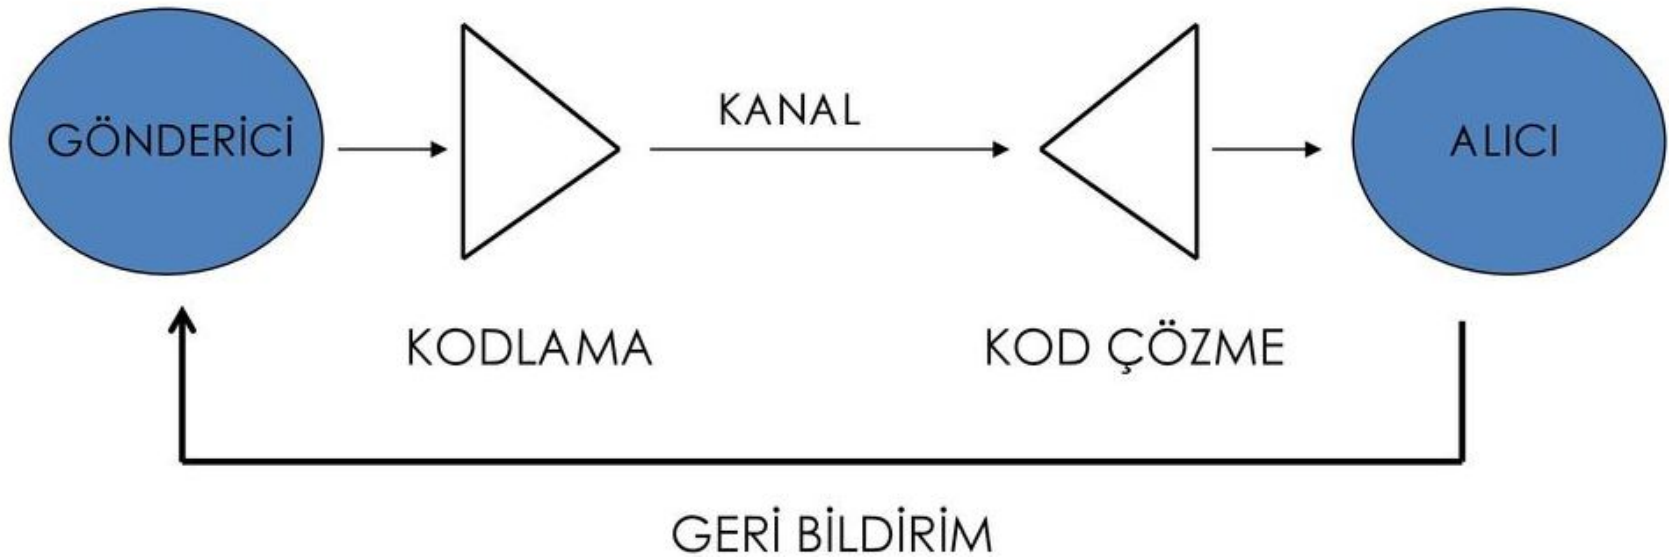 GÖNDERİCİ
KANAL
ALICI
KODLAMA
KOD ÇÖZME
GERİ BİLDİRİM